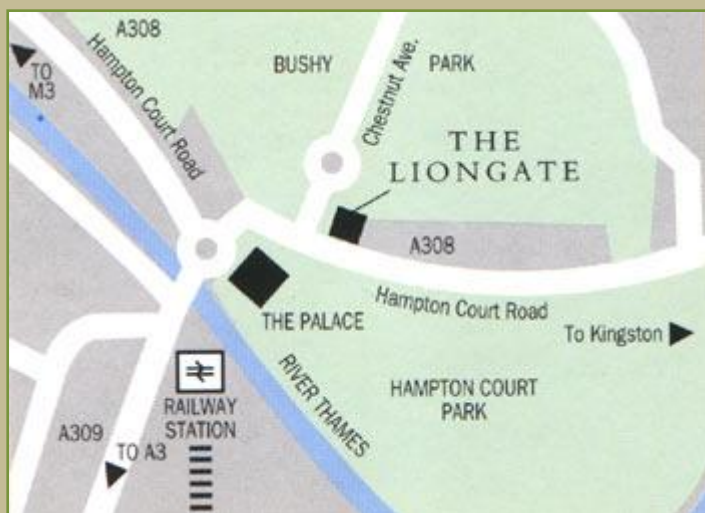 A308
TO
M3
Hampton Court Road
BUSHY PARK
Chestnut Ave.
THE
LIONGATE
A308
Hampton Court Road
THE PALACE
To Kingston
RIVER THAMES
HAMPTON COURT
PARK
RAILWAY
STATION
A309
TO A3